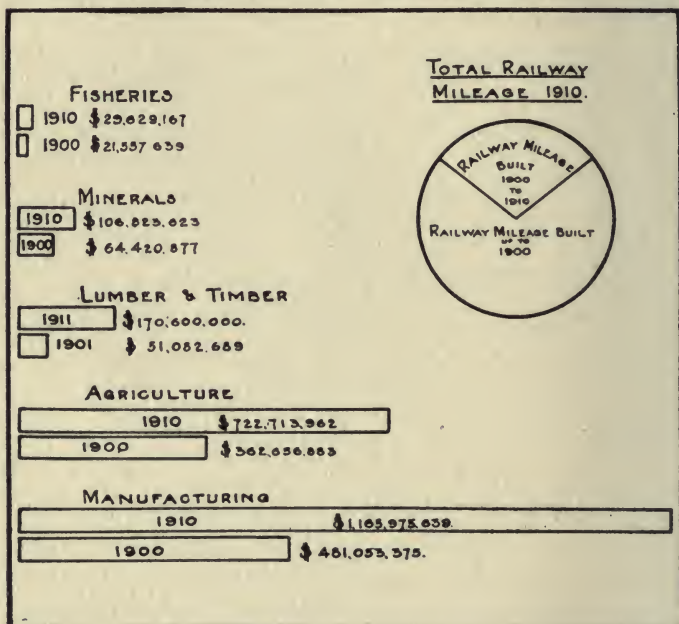 FISHERIES
1910 $29,629,167
1900 $21,557 639
MINERALS
1910 $106,823,623
1900 $64,420,877
LUMBER & TIMBER
1911 $170,600,000.
1901 $51,082,689
AGRICULTURE
1910 $722,713,962
1900 $362,656,883
MANUFACTURING
1910 $1,165,975,639.
1900 $481,053,375.
TOTAL RAILWAY
MILEAGE 1910.
RAILWAY MILEAGE
BUILT
1900
TO
1910
RAILWAY MILEAGE BUILT
UP TO
1900